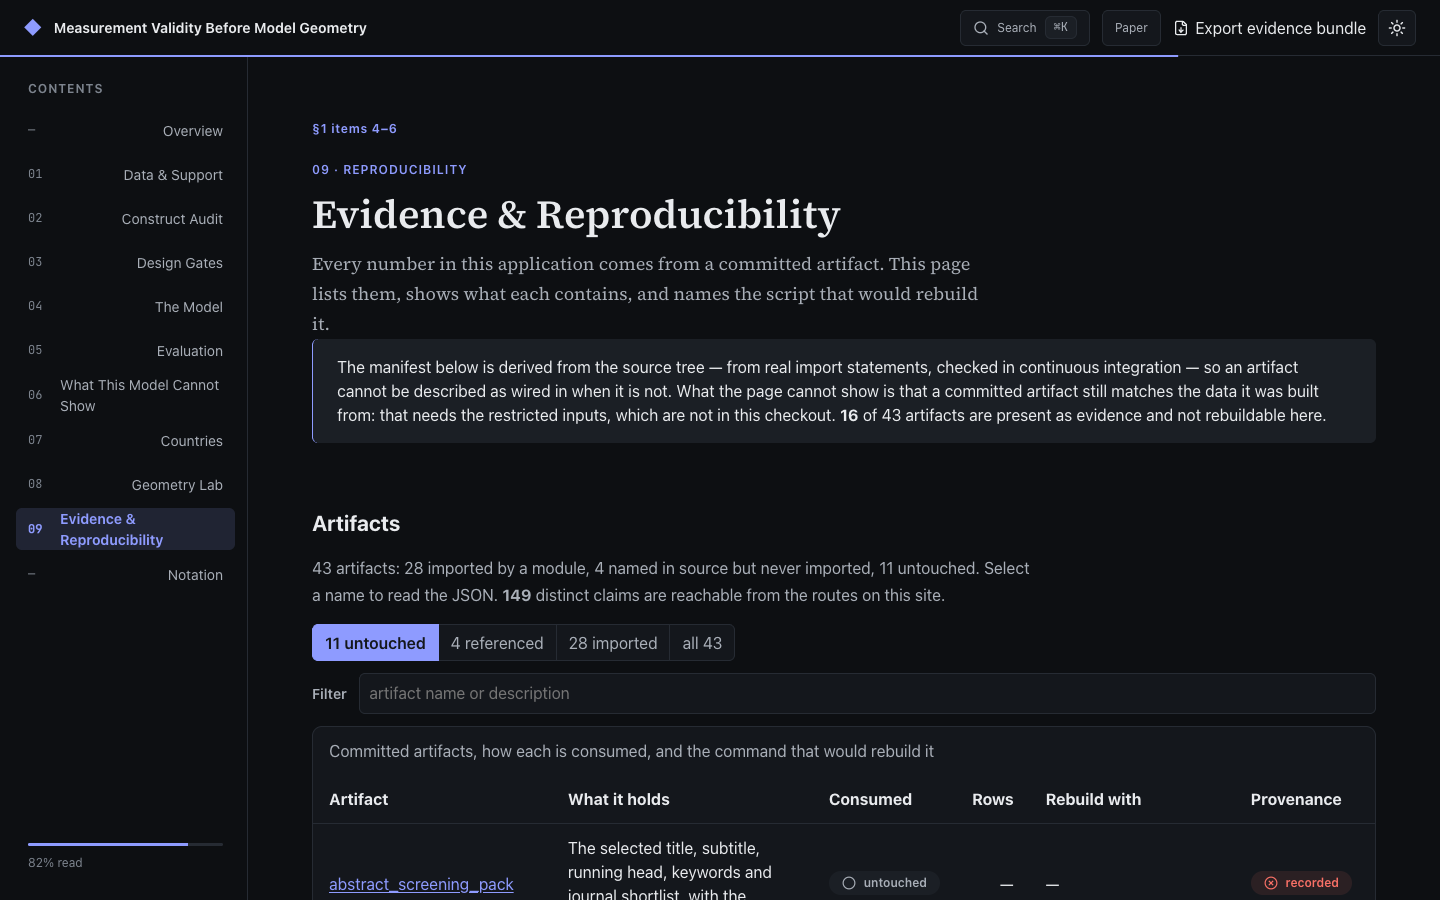 Measurement Validity Before Model Geometry
Search ⌘K
Paper
Export evidence bundle
CONTENTS
— Overview
01 Data & Support
02 Construct Audit
03 Design Gates
04 The Model
05 Evaluation
06 What This Model Cannot
Show
07 Countries
08 Geometry Lab
09 Evidence &
Reproducibility
— Notation
82% read
§1 items 4–6
09 · REPRODUCIBILITY
Evidence & Reproducibility
Every number in this application comes from a committed artifact. This page
lists them, shows what each contains, and names the script that would rebuild
it.
The manifest below is derived from the source tree — from real import statements, checked in continuous integration — so an artifact
cannot be described as wired in when it is not. What the page cannot show is that a committed artifact still matches the data it was built
from: that needs the restricted inputs, which are not in this checkout. 16 of 43 artifacts are present as evidence and not rebuildable here.
Artifacts
43 artifacts: 28 imported by a module, 4 named in source but never imported, 11 untouched. Select
a name to read the JSON. 149 distinct claims are reachable from the routes on this site.
11 untouched
4 referenced
28 imported
all 43
Filter
artifact name or description
Committed artifacts, how each is consumed, and the command that would rebuild it
Artifact What it holds Consumed Rows Rebuild with Provenance
The selected title, subtitle,
running head, keywords and
journal shortlist, with the
abstract_screening_pack
untouched
— —
recorded